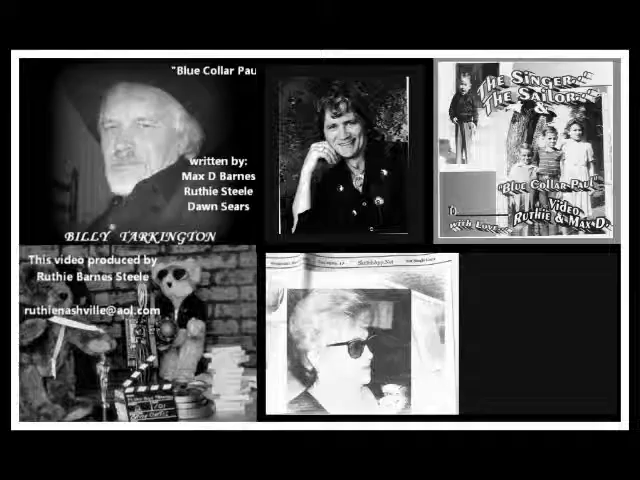 "Blue Collar Pau
written by:
Max D Barnes
Ruthie Steele
Dawn Sears
BILLY TARKINGTON
THE SINGER,
THE SAILOR,
&
"BLUE COLLAR PAUL"
TO
VIDEO
WITH LOVE,
RUTHIE & MAX D.
This video produced by
Ruthie Barnes Steele
ruthienashville@aol.com